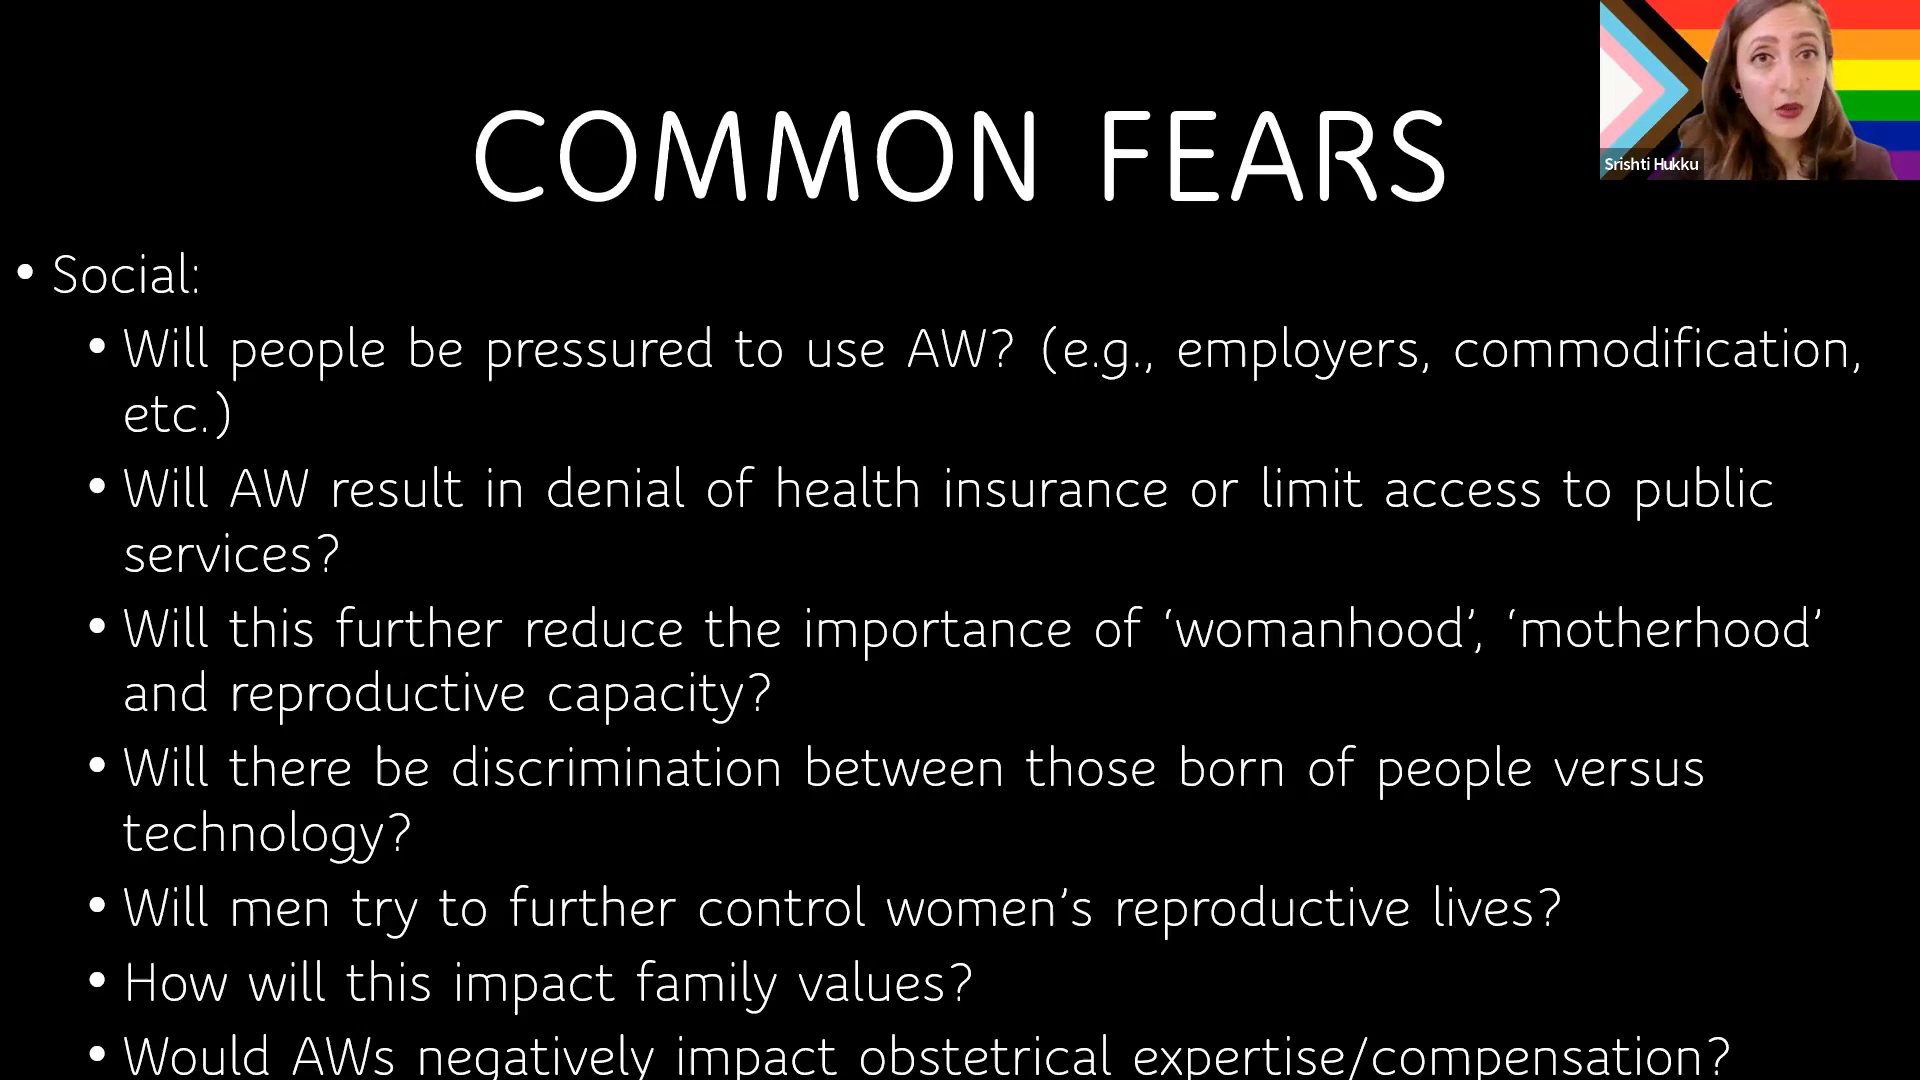 COMMON FEARS
Srishti Hukku
• Social:
• Will people be pressured to use AW? (e.g., employers, commodification,
etc.)
• Will AW result in denial of health insurance or limit access to public
services?
• Will this further reduce the importance of ‘womanhood’, ‘motherhood’
and reproductive capacity?
• Will there be discrimination between those born of people versus
technology?
• Will men try to further control women’s reproductive lives?
• How will this impact family values?
• Would AWs negatively impact obstetrical expertise/compensation?